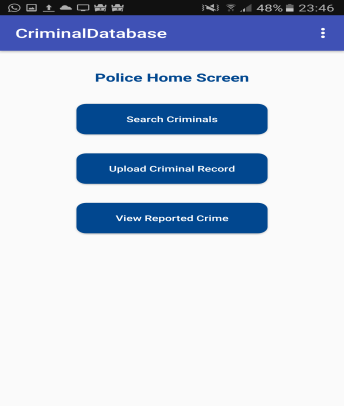 48% 23:46
CriminalDatabase
Police Home Screen
Search Criminals
Upload Criminal Record
View Reported Crime